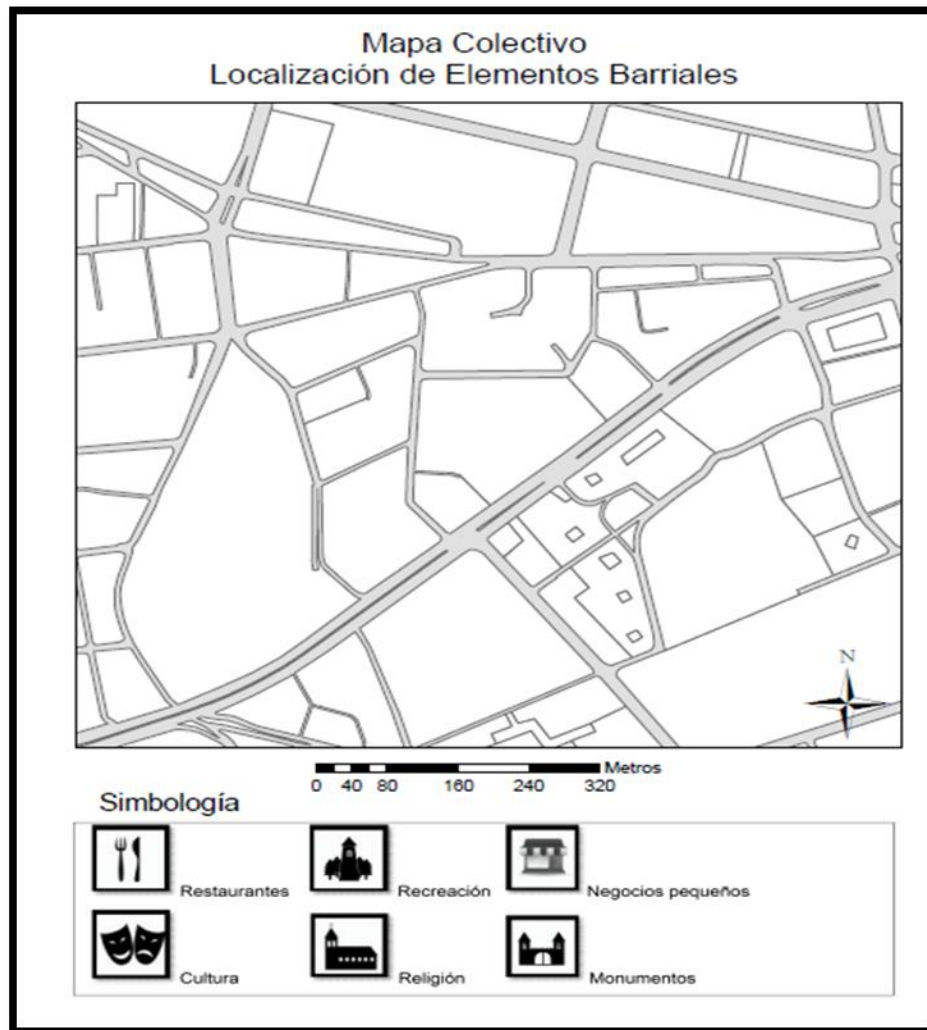 Mapa Colectivo
Localización de Elementos Barriales
N
Metros
0 40 80 160 240 320
Simbología
Restaurantes Recreación Negocios pequeños
Cultura Religión Monumentos